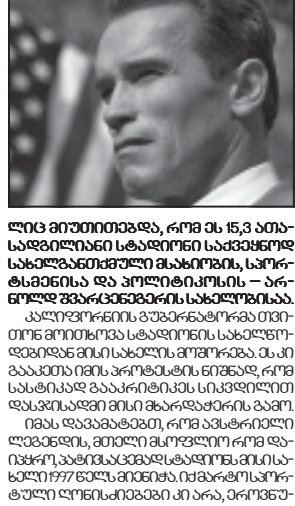 ლიც მიუთითებდა, რომ ეს 15,3 ათა-
სადგილიანი სტადიონი საქვეყნოდ
სახელგანთქმული მსახიობის, სპორ-
ტსმენისა და პოლიტიკოსის – არ-
ნოლდ შვარცენეგერის სახელობისაა.
კალიფორნიის გუბერნატორმა თვი-
თონ მოითხოვა სტადიონის სახელწო-
დებიდან მისი სახელის მოშორება. ეს კი
გააკეთა იმის პროტესტის ნიშნად, რომ
სასტიკად გააკრიტიკეს სიკვდილით
დასჯისადმი მისი მხარდაჭერის გამო.
იმას დავამატებთ, რომ ავსტრიელი
ლეგენდის, მთელი მსოფლიო რომ და-
იპყრო, პატივსაცემად სტადიონს მისი სა-
ხელი 1997 წელს მიენიჭა. იქ მარტო სპორ-
ტული ღონისძიებები კი არა, ეროვნუ-